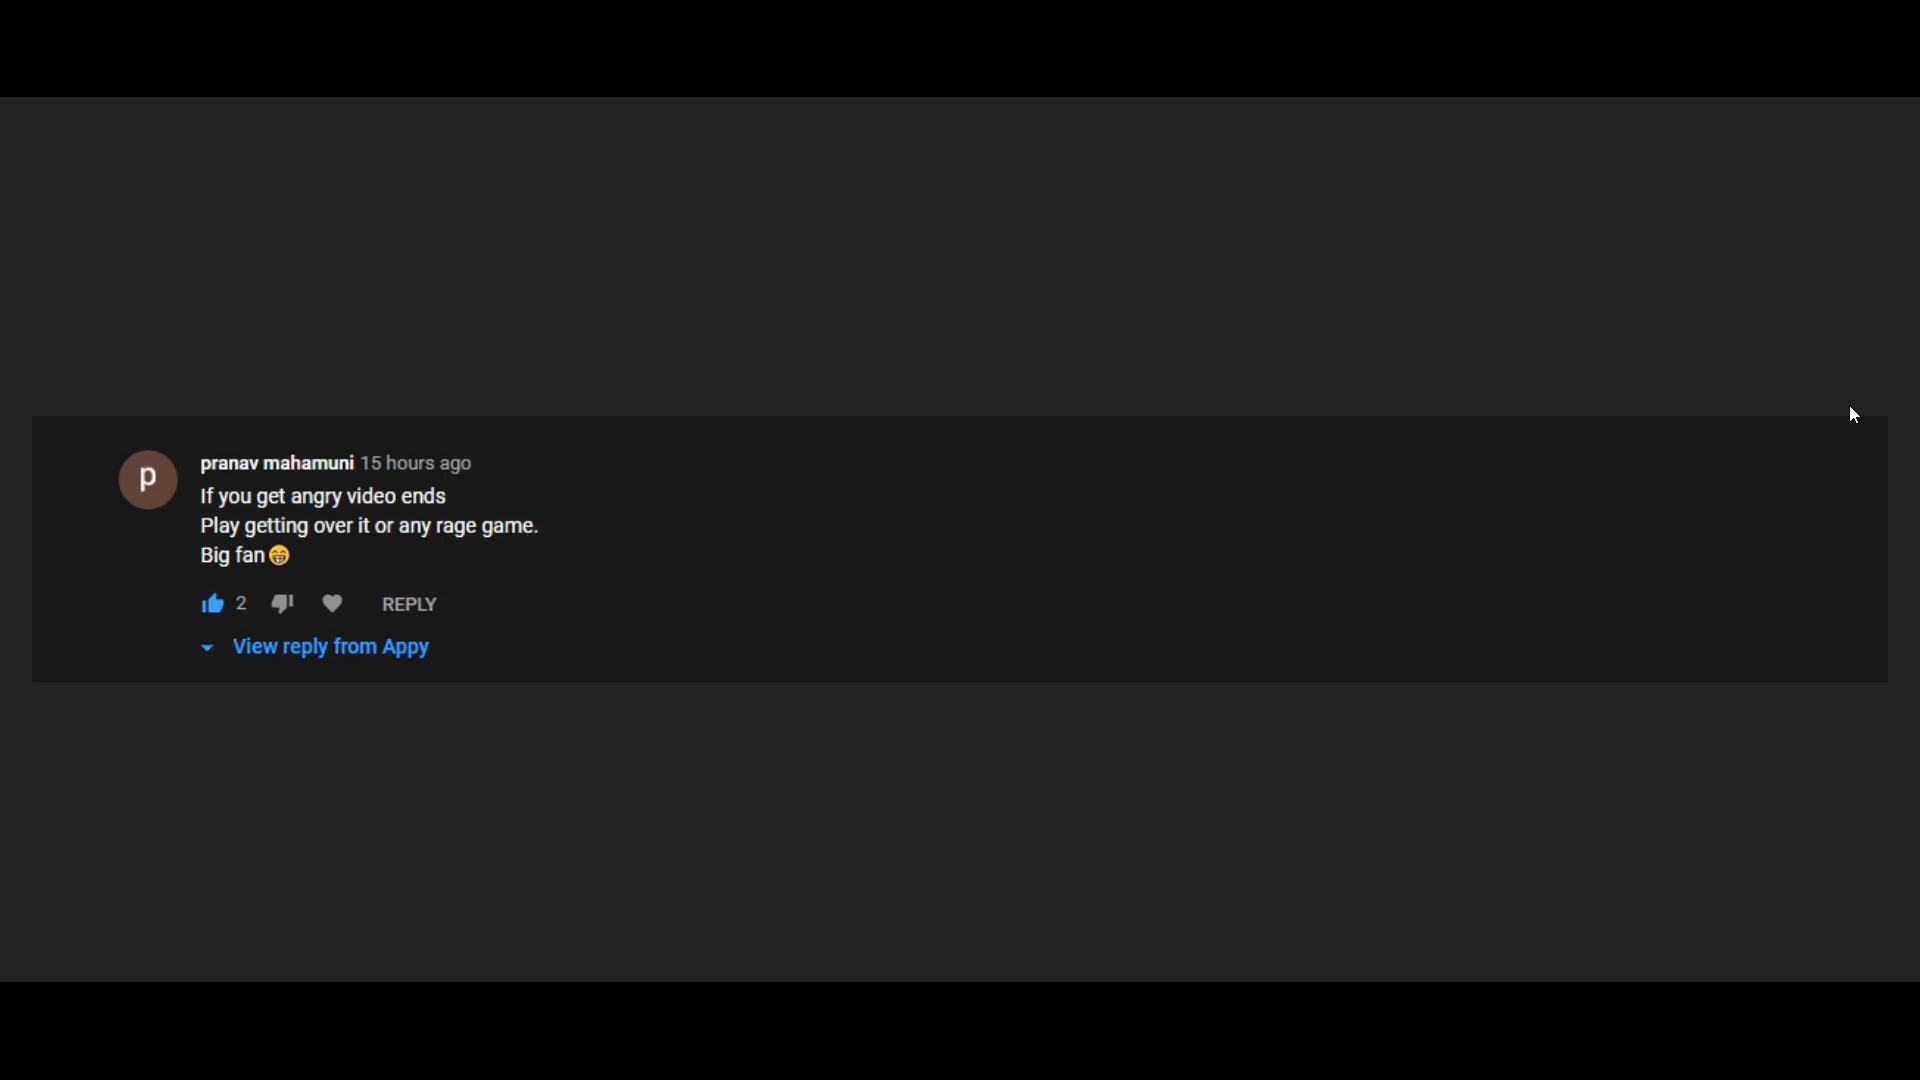 p
pranav mahamuni 15 hours ago
If you get angry video ends
Play getting over it or any rage game.
Big fan😁
2 REPLY
View reply from Appy